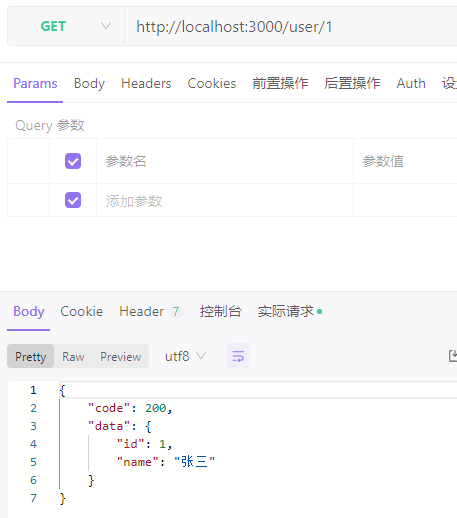 GET http://localhost:3000/user/1
Params Body Headers Cookies 前置操作 后置操作 Auth 设
Query 参数
参数名 参数值
添加参数
Body Cookie Header 7 控制台 实际请求
Pretty Raw Preview utf8
1 {
2 "code": 200,
3 "data": {
4 "id": 1,
5 "name": "张三"
6 }
7 }